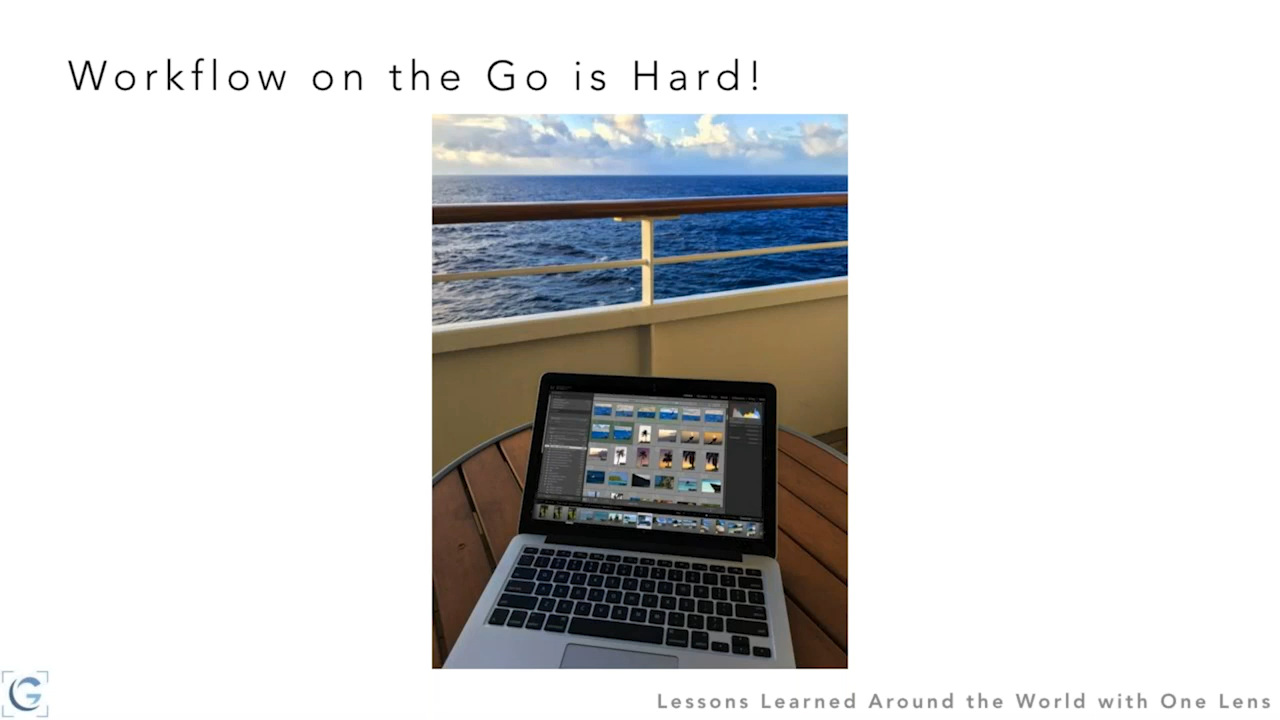 Workflow on the Go is Hard!
Lessons Learned Around the World with One Lens